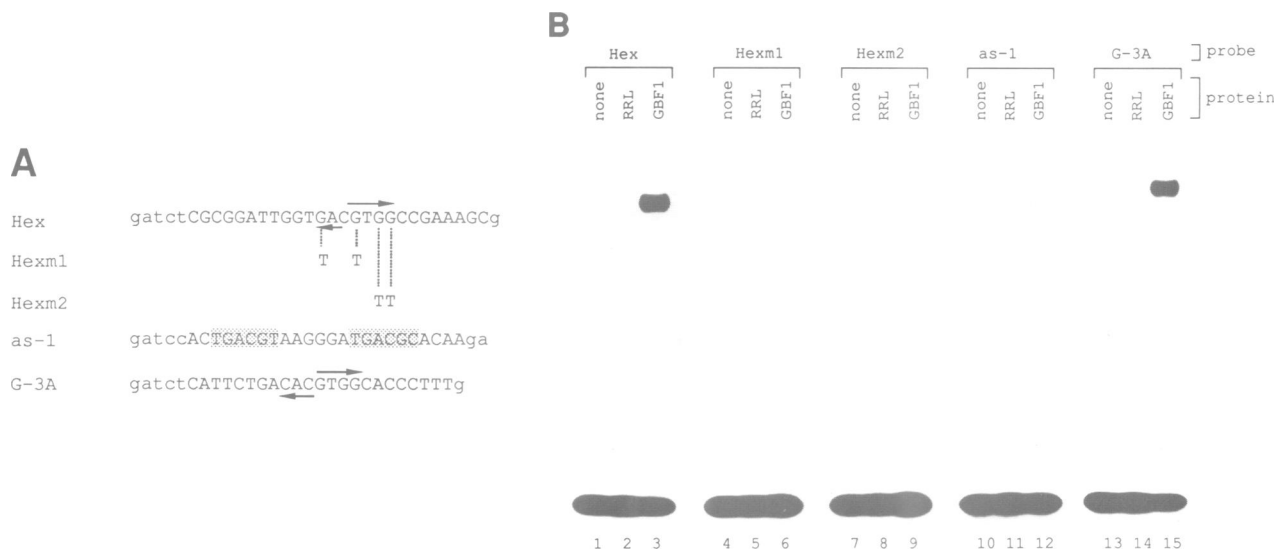 A
Hex gatctCGCGGATTGGTGACGTGGCCGAAAGCg
Hexm1 T T
Hexm2 TT
as-1 gatccACTGACGTAAGGGATGACGCACAAga
G-3A gatctCATTCTGACACGTGGCACCCTTTg
B
Hex Hexm1 Hexm2 as-1 G-3A probe
none RRL GBF1 none RRL GBF1 none RRL GBF1 none RRL GBF1 none RRL GBF1 protein
1 2 3 4 5 6 7 8 9 10 11 12 13 14 15